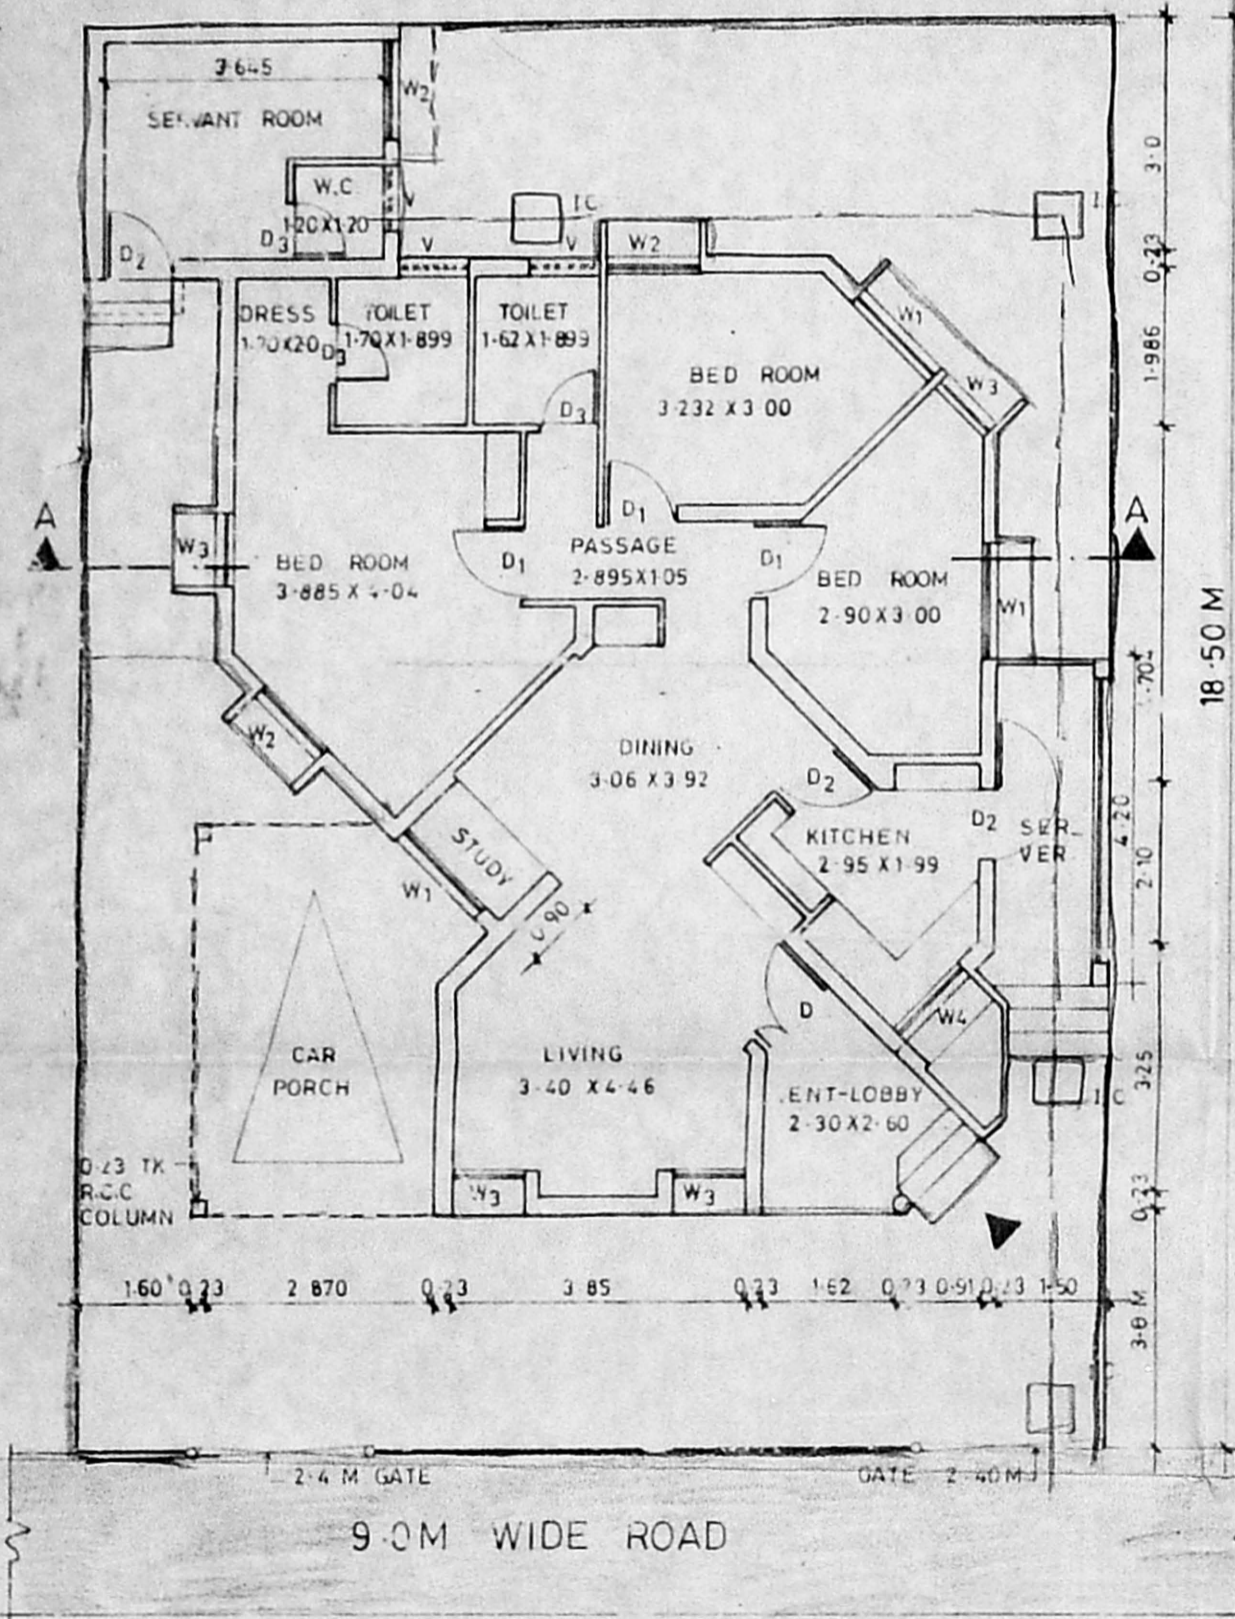 3·645
W2
SERVANT ROOM
3·0
W.C
V
1·20X1·20
I.C
D3
D2
V
V
W2
0·23
DRESS
TOILET
1·70X1·899
D3
TOILET
1·62X1·899
D3
W1
W3
1·986
BED ROOM
3·232 X 3·00
D1
A
A
W3
BED ROOM
3·885 X 4·04
D1
PASSAGE
2·895X1·05
D1
BED ROOM
2·90X3·00
W1
18·50 M
W2
DINING
3·06 X 3·92
D2
STUDY
W1
0·90
KITCHEN
2·95 X 1·99
D2
SER-
VER
4·20
2·10
D
W4
CAR
PORCH
LIVING
3·40 X 4·46
ENT-LOBBY
2·30X2·60
I.C
3·25
0·23 TK
R.C.C
COLUMN
W3
W3
0·23
1·60 0·23 2·870 0·23 3·85 0·23 1·62 0·23 0·91 0·23 1·50
2·4 M GATE
GATE 2·40M
9·0M WIDE ROAD